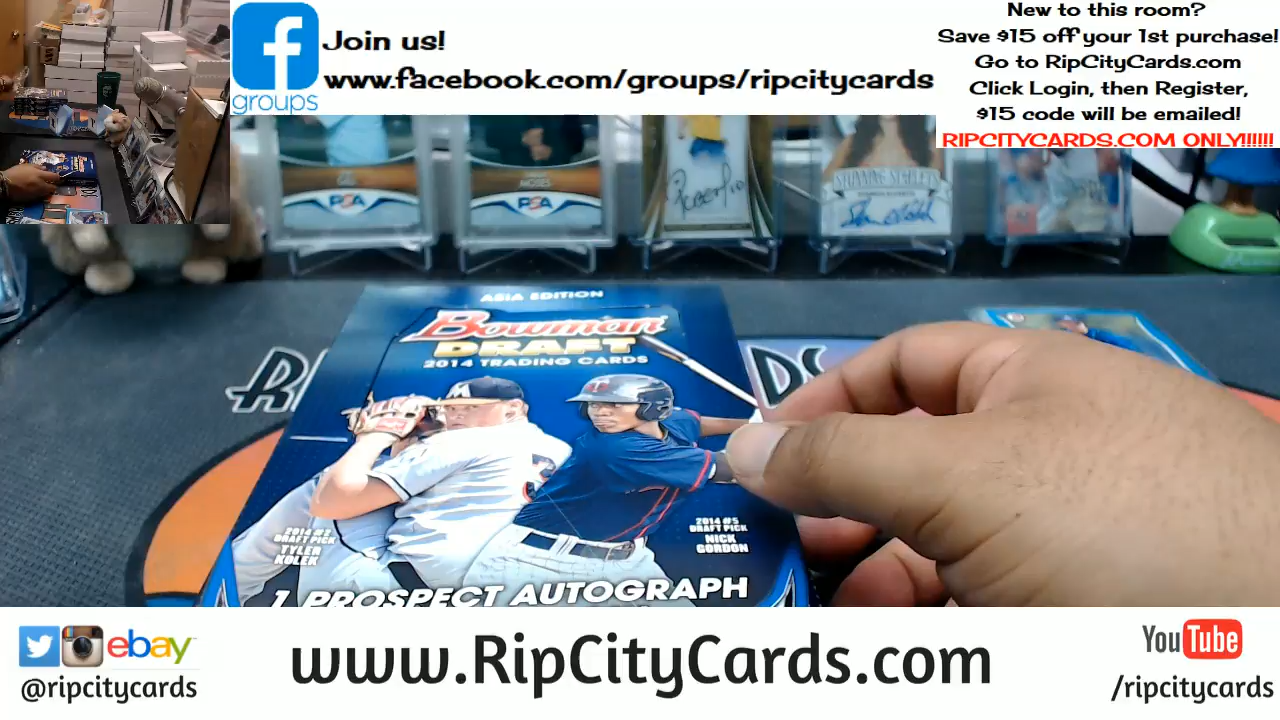 groups
Join us!
www.facebook.com/groups/ripcitycards
New to this room?
Save $15 off your 1st purchase!
Go to RipCityCards.com
Click Login, then Register,
$15 code will be emailed!
RIPCITYCARDS.COM ONLY!!!!!!
PSA
PSA
STUNNING STARLETS
ASIA EDITION
Bowman
DRAFT
2014 TRADING CARDS
2014 #2
DRAFT PICK
TYLER
KOLEK
2014 #5
DRAFT PICK
NICK
GORDON
1 PROSPECT AUTOGRAPH
ebay
@ripcitycards
www.RipCityCards.com
YouTube
/ripcitycards